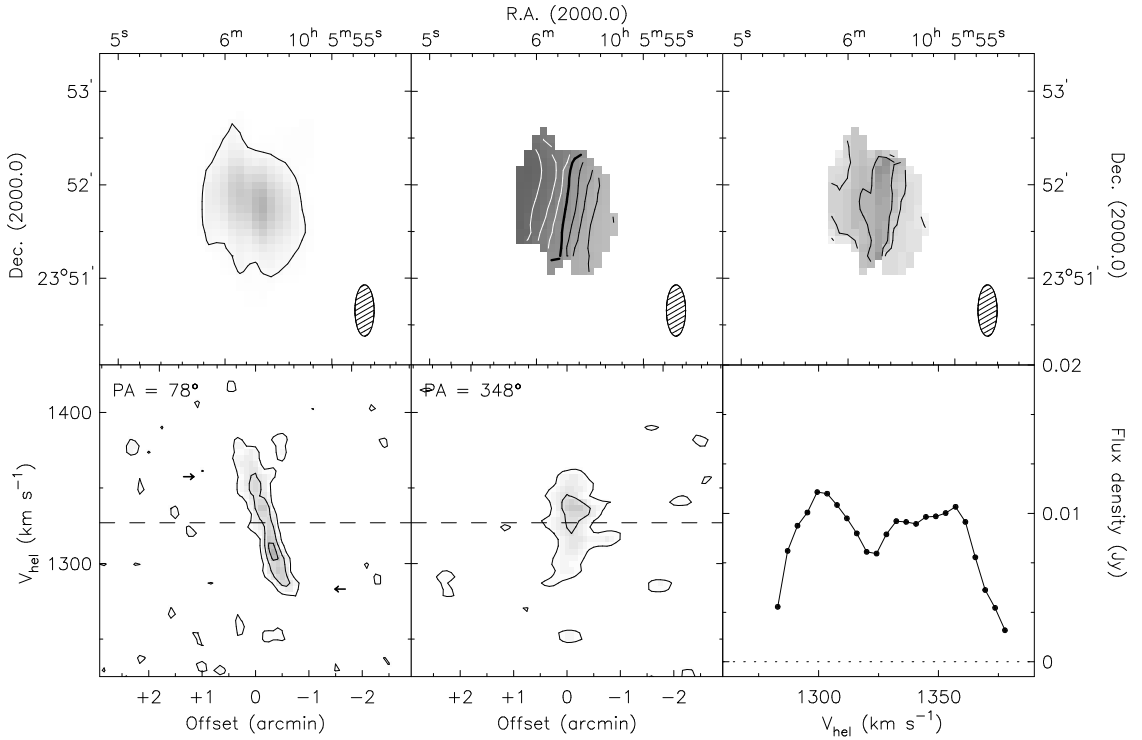 R.A. (2000.0)
5ˢ 6ᵐ 10ʰ 5ᵐ55ˢ 5ˢ 6ᵐ 10ʰ 5ᵐ55ˢ 5ˢ 6ᵐ 10ʰ 5ᵐ55ˢ
Dec. (2000.0)
53'
52'
23°51'
53'
52'
23°51'
Dec. (2000.0)
PA = 78°
PA = 348°
1400
1300
V_hel (km s⁻¹)
0.02
0.01
0
Flux density (Jy)
+2 +1 0 −1 −2 +2 +1 0 −1 −2 1300 1350
Offset (arcmin) Offset (arcmin) V_hel (km s⁻¹)